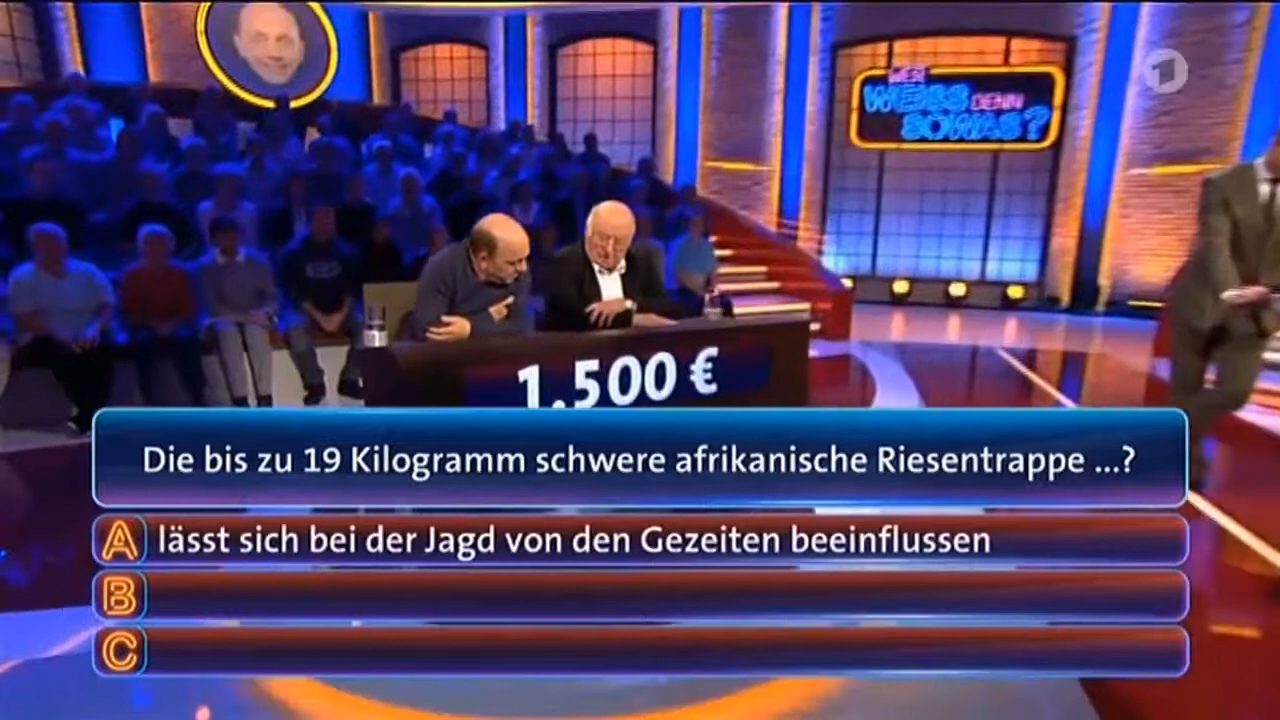 WER
WEISS DENN
SOWAS?
1
1.500 €
Die bis zu 19 Kilogramm schwere afrikanische Riesentrappe ...?
A lässt sich bei der Jagd von den Gezeiten beeinflussen
B
C